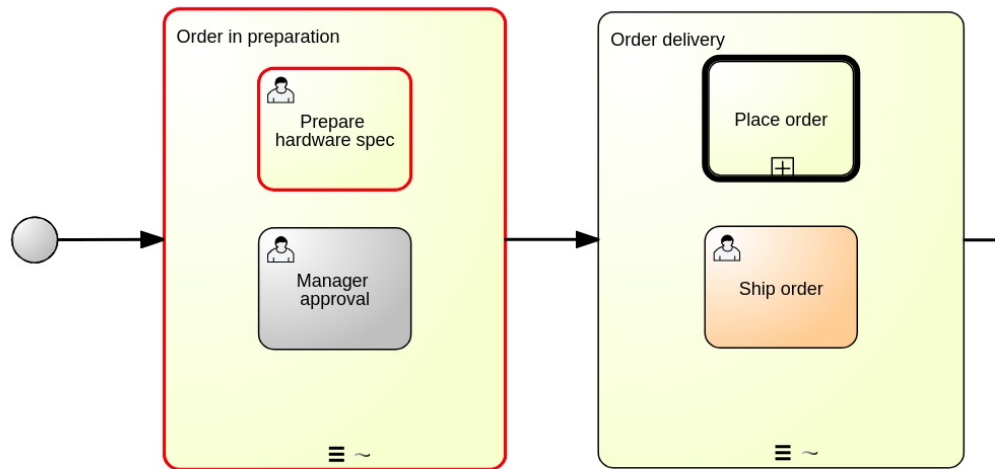 Order in preparation
Prepare
hardware spec
Manager
approval
Order delivery
Place order
Ship order